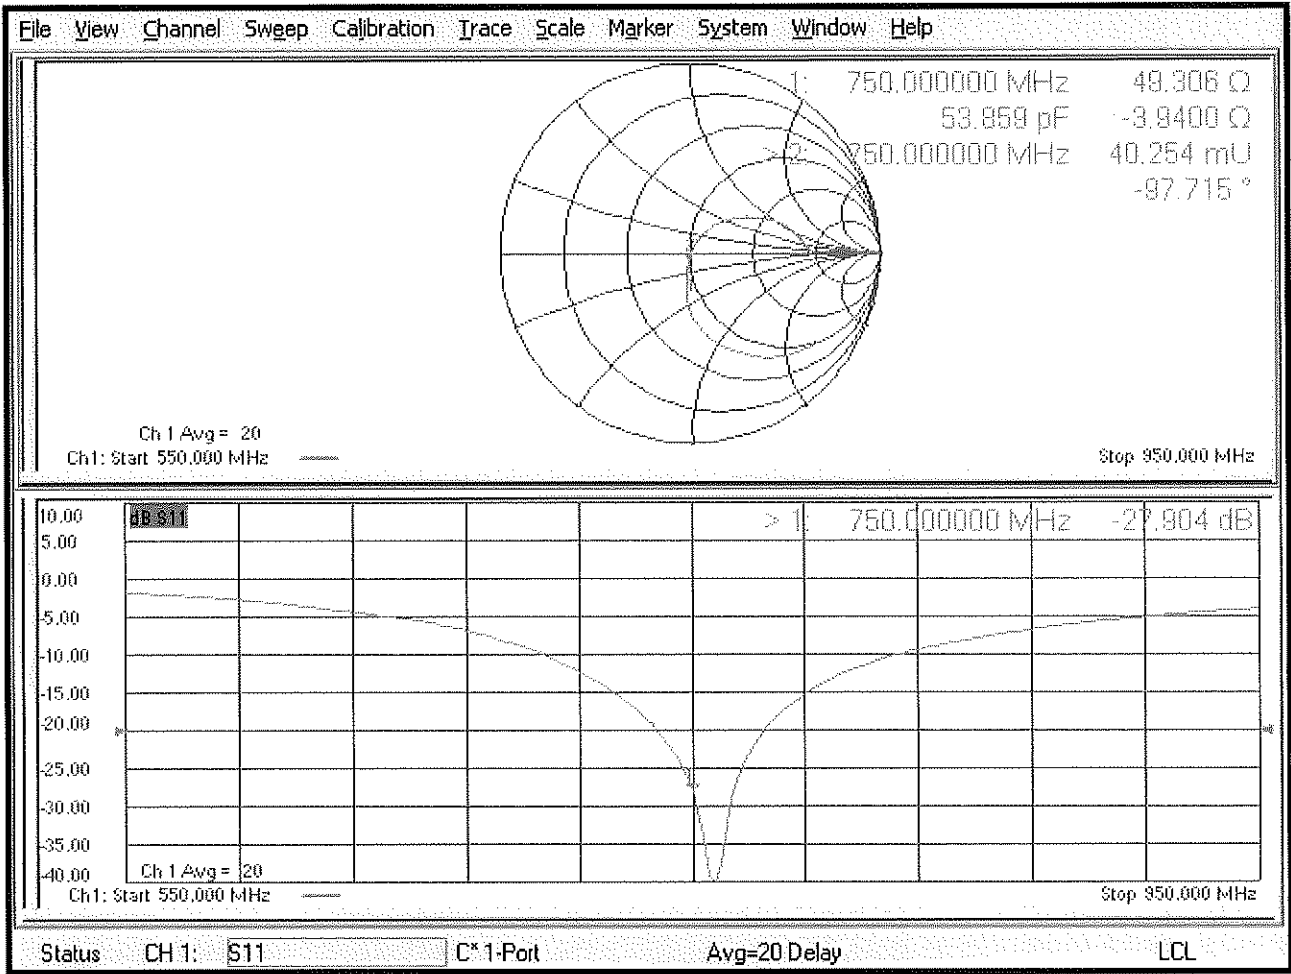 File View Channel Sweep Calibration Trace Scale Marker System Window Help
1: 750.000000 MHz 49.306 Ω
53.859 pF -3.9400 Ω
> 2: 750.000000 MHz 40.254 mU
-97.715 °
Ch 1 Avg = 20
Ch1: Start 550.000 MHz
Stop 950.000 MHz
10.00
dB S11
> 1: 750.000000 MHz -27.904 dB
5.00
0.00
-5.00
-10.00
-15.00
-20.00
-25.00
-30.00
-35.00
-40.00
Ch 1 Avg = 20
Ch1: Start 550.000 MHz
Stop 950.000 MHz
Status CH 1: S11 C* 1-Port Avg=20 Delay LCL